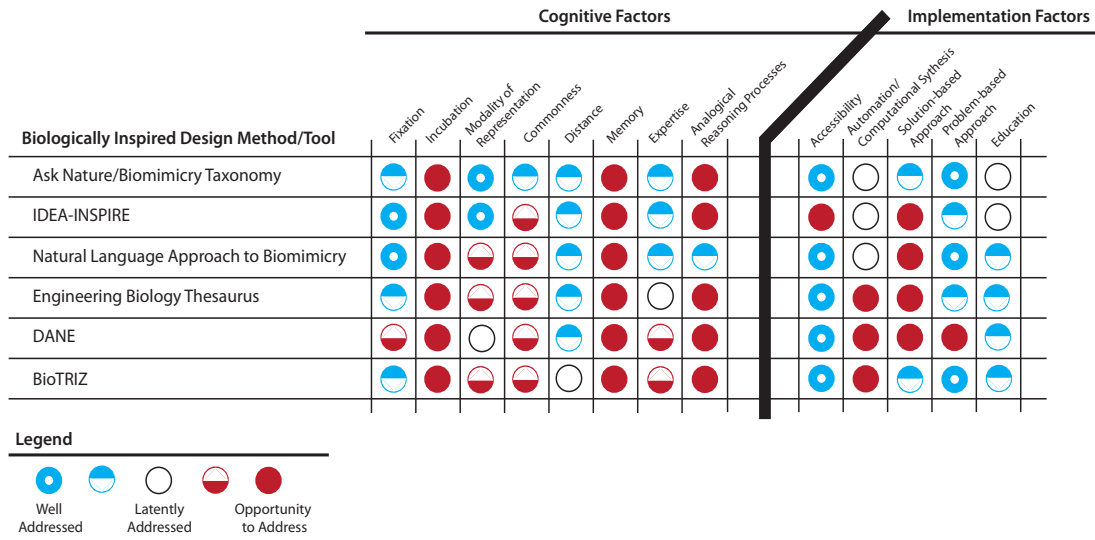 Cognitive Factors
Implementation Factors
Biologically Inspired Design Method/Tool
Fixation
Incubation
Modality of
Representation
Commonness
Distance
Memory
Expertise
Analogical
Reasoning Processes
Accessibility
Automation/
Computational Sythesis
Solution-based
Approach
Problem-based
Approach
Education
Ask Nature/Biomimicry Taxonomy
IDEA-INSPIRE
Natural Language Approach to Biomimicry
Engineering Biology Thesaurus
DANE
BioTRIZ
Legend
Well
Addressed
Latently
Addressed
Opportunity
to Address